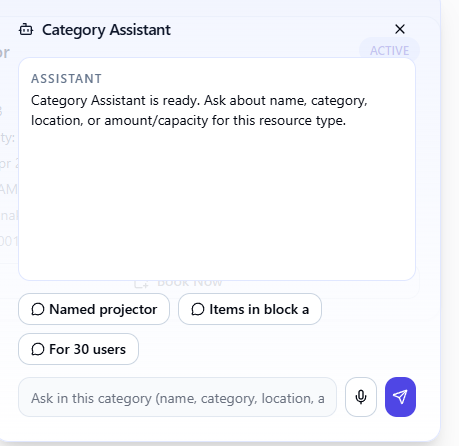 Category Assistant
or
ACTIVE
ASSISTANT
Category Assistant is ready. Ask about name, category,
location, or amount/capacity for this resource type.
Book Now
Named projector
Items in block a
For 30 users
Ask in this category (name, category, location, a